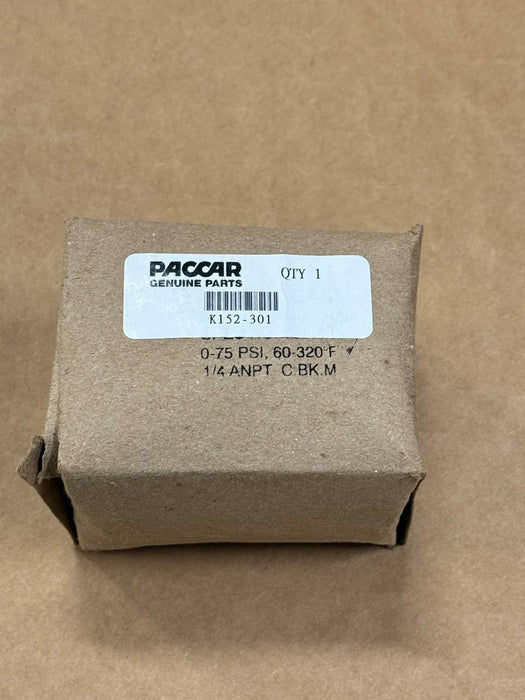 PACCAR QTY 1
GENUINE PARTS
K152-301
0-75 PSI, 60-320 F
1/4 ANPT C.BK.M